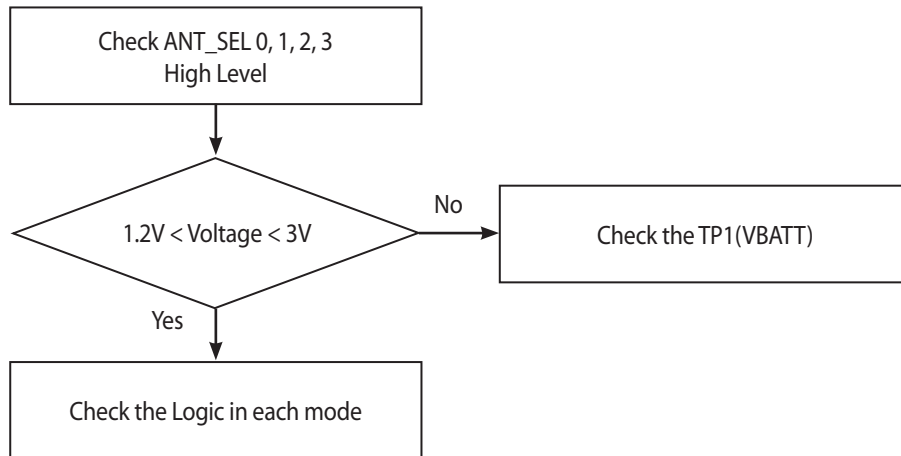 Check ANT_SEL 0, 1, 2, 3
High Level
1.2V < Voltage < 3V
No
Check the TP1(VBATT)
Yes
Check the Logic in each mode